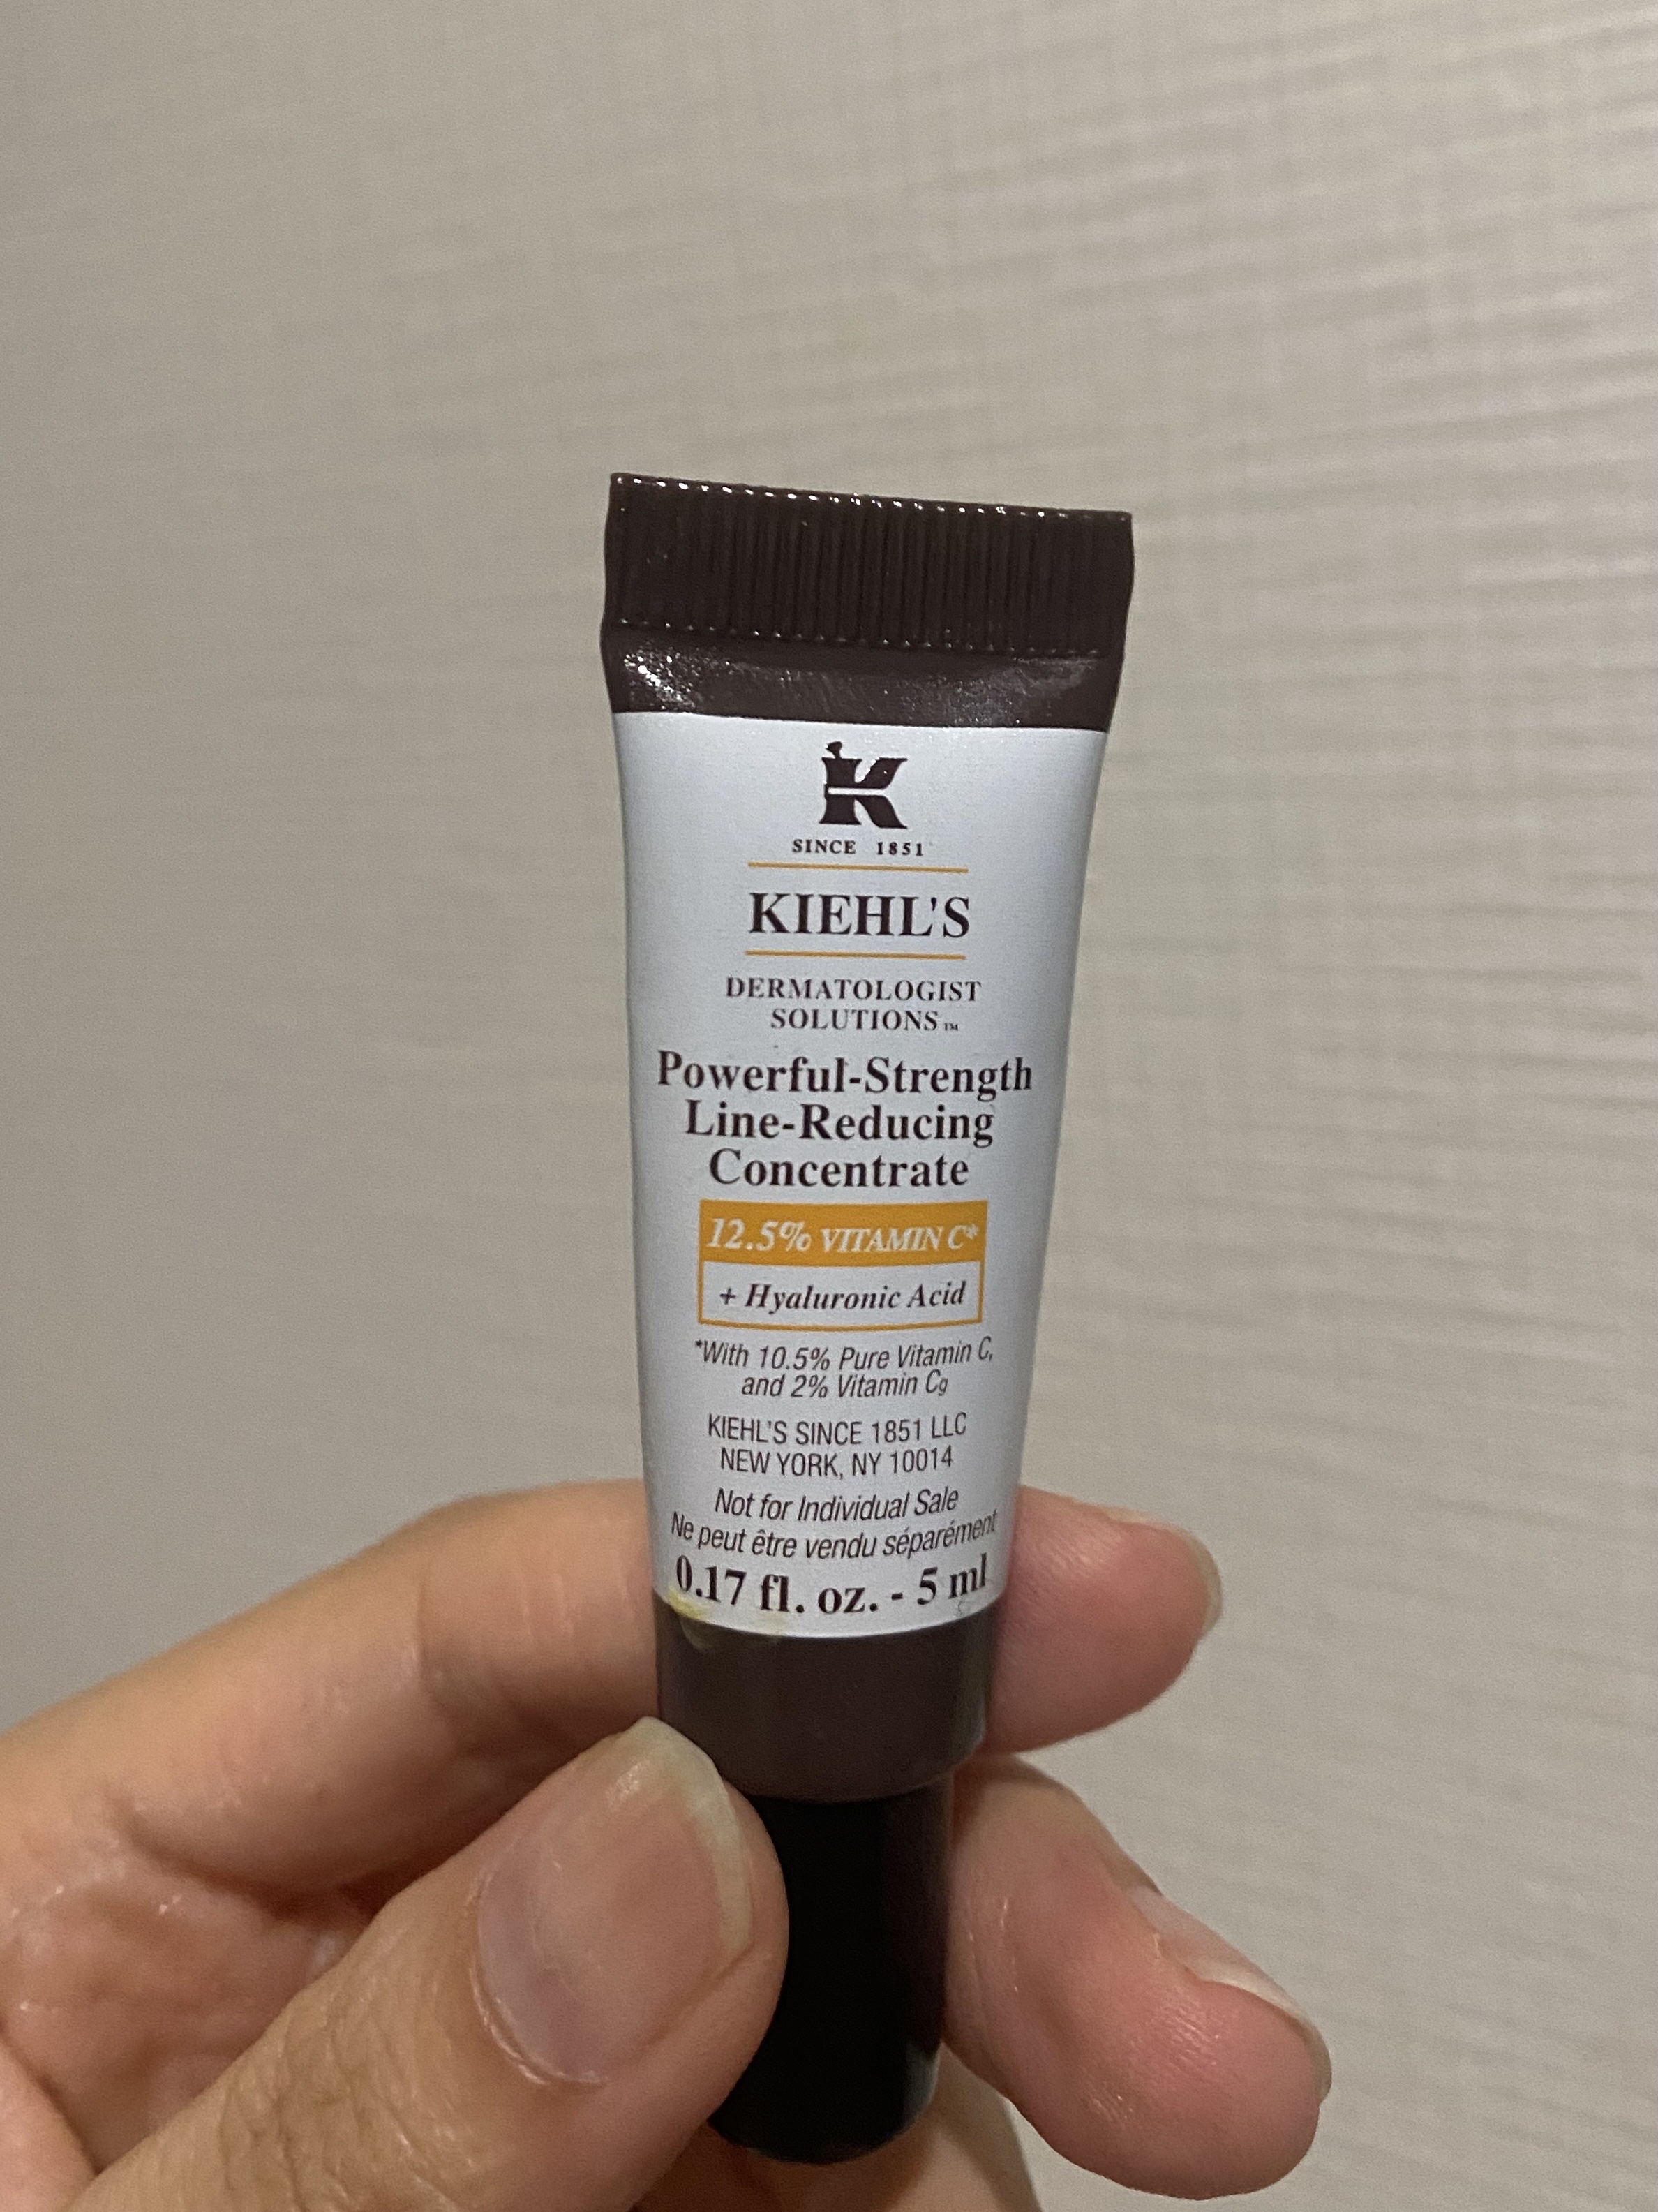 K
SINCE 1851
KIEHL'S
DERMATOLOGIST
SOLUTIONS™
Powerful-Strength
Line-Reducing
Concentrate
12.5% VITAMIN C*
+ Hyaluronic Acid
*With 10.5% Pure Vitamin C,
and 2% Vitamin Cg
KIEHL'S SINCE 1851 LLC
NEW YORK, NY 10014
Not for Individual Sale
Ne peut être vendu séparément
0.17 fl. oz. - 5 ml